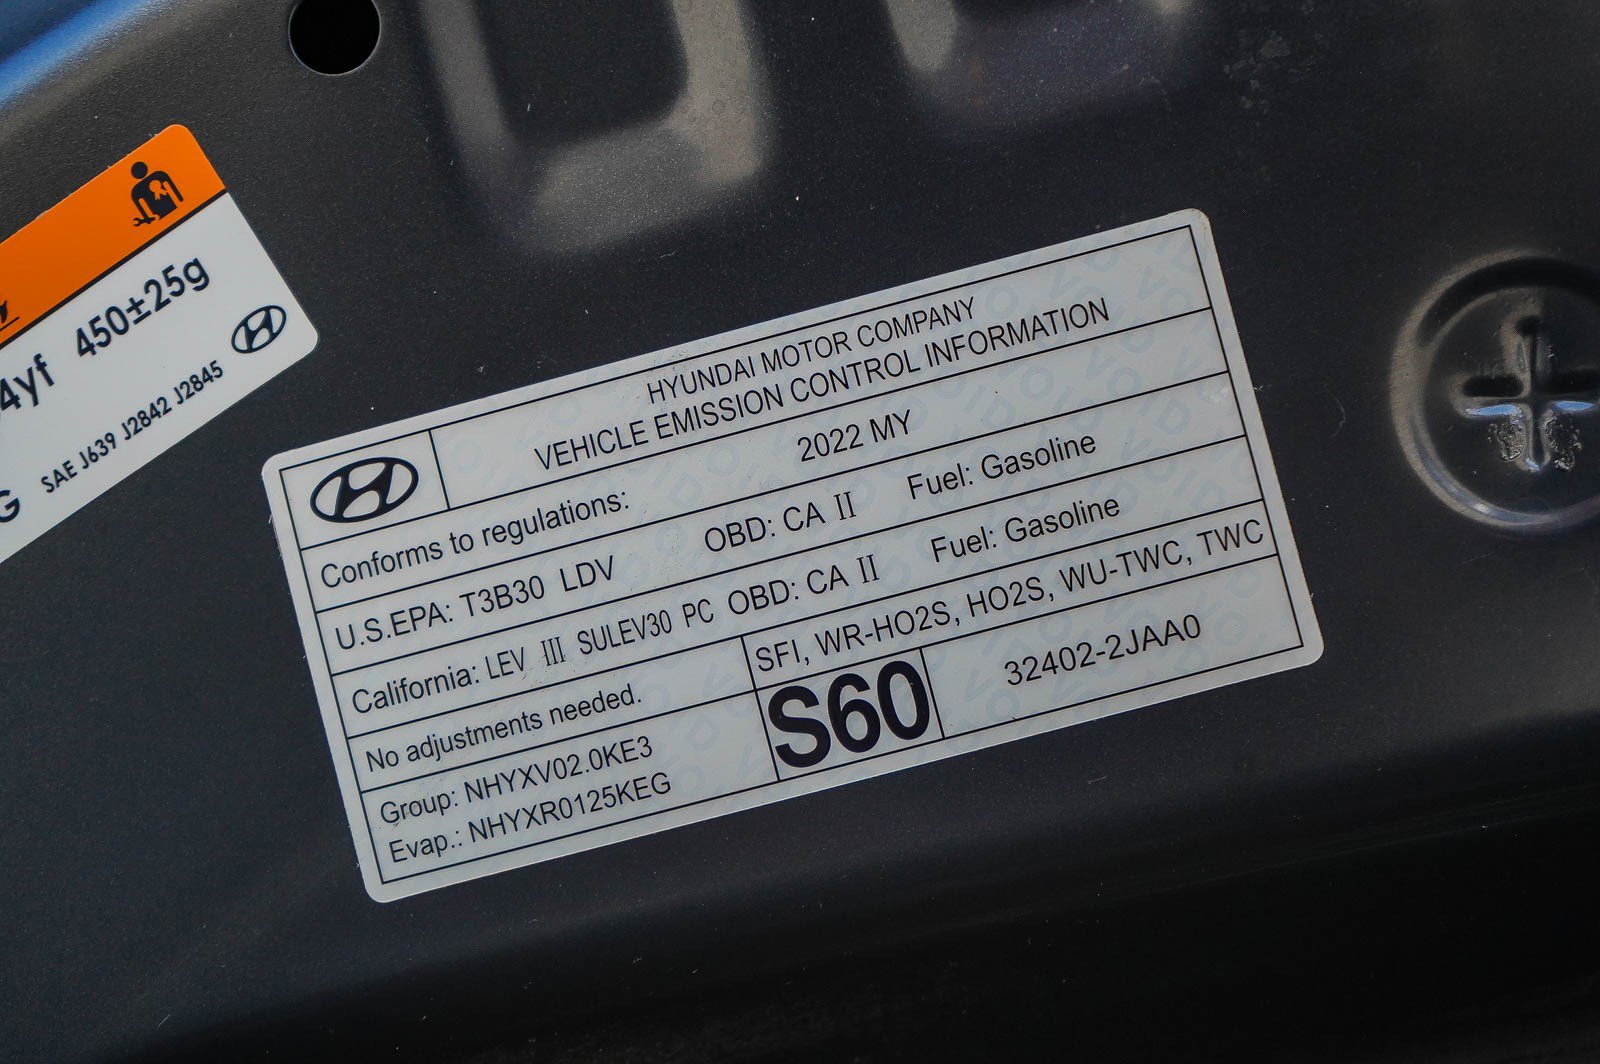 4yf 450±25g
G SAE J639 J2842 J2845
HYUNDAI MOTOR COMPANY
VEHICLE EMISSION CONTROL INFORMATION
Conforms to regulations: 2022 MY
U.S.EPA: T3B30 LDV OBD: CA II Fuel: Gasoline
California: LEV III SULEV30 PC OBD: CA II Fuel: Gasoline
No adjustments needed. SFI, WR-HO2S, HO2S, WU-TWC, TWC
Group: NHYXV02.0KE3
Evap.: NHYXR0125KEG
S60
32402-2JAA0